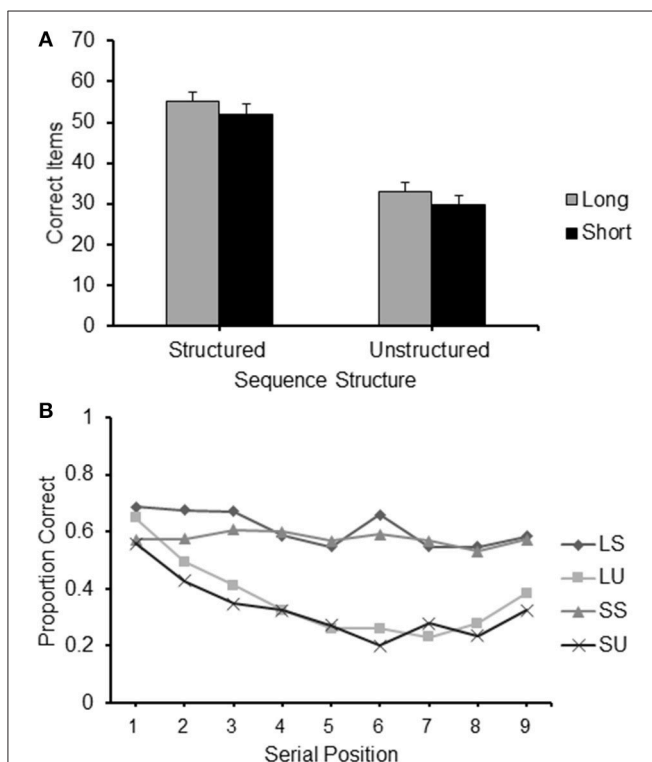 A
70
60
50
40
30
20
10
0
Correct Items
Structured Unstructured
Sequence Structure
Long
Short
B
1
0.8
0.6
0.4
0.2
0
Proportion Correct
1 2 3 4 5 6 7 8 9
Serial Position
LS
LU
SS
SU